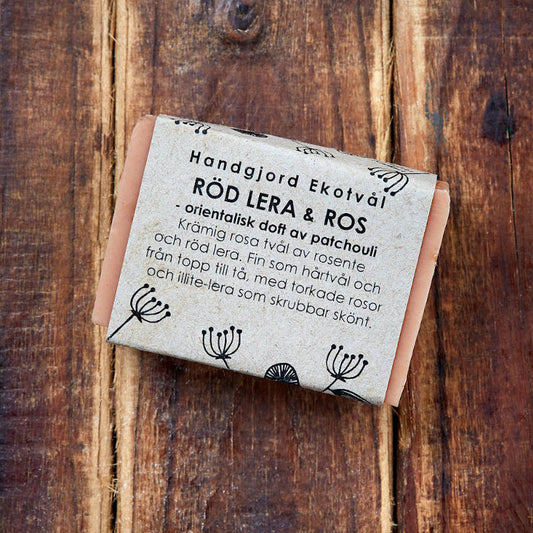 Handgjord Ekotvål
RÖD LERA & ROS
- orientalisk doft av patchouli
Krämig rosa tvål av rosente
och röd lera. Fin som hårtvål och
från topp till tå, med torkade rosor
och illite-lera som skrubbar skönt.